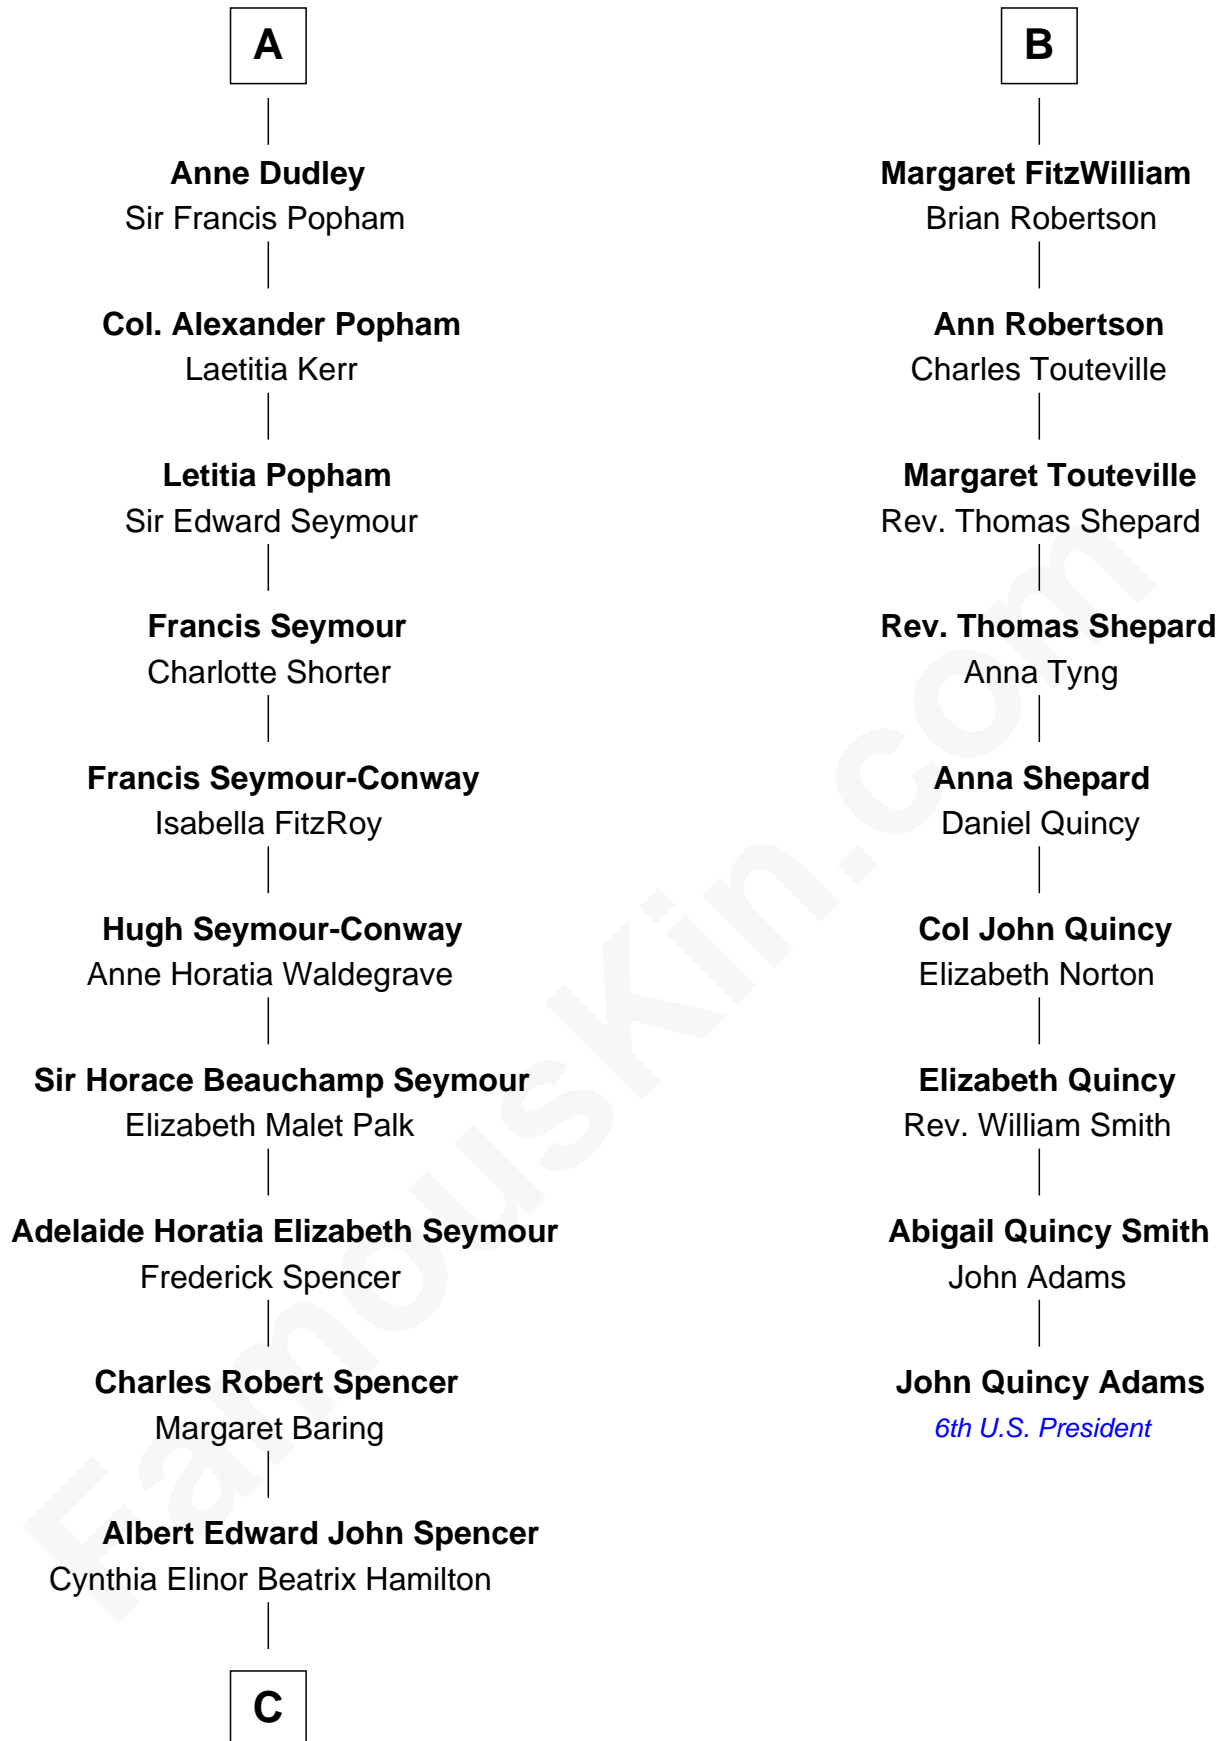 A
Anne Dudley
Sir Francis Popham
Col. Alexander Popham
Laetitia Kerr
Letitia Popham
Sir Edward Seymour
Francis Seymour
Charlotte Shorter
Francis Seymour-Conway
Isabella FitzRoy
Hugh Seymour-Conway
Anne Horatia Waldegrave
Sir Horace Beauchamp Seymour
Elizabeth Malet Palk
Adelaide Horatia Elizabeth Seymour
Frederick Spencer
Charles Robert Spencer
Margaret Baring
Albert Edward John Spencer
Cynthia Elinor Beatrix Hamilton
C
B
Margaret FitzWilliam
Brian Robertson
Ann Robertson
Charles Touteville
Margaret Touteville
Rev. Thomas Shepard
Rev. Thomas Shepard
Anna Tyng
Anna Shepard
Daniel Quincy
Col John Quincy
Elizabeth Norton
Elizabeth Quincy
Rev. William Smith
Abigail Quincy Smith
John Adams
John Quincy Adams
6th U.S. President
FamousKin.com